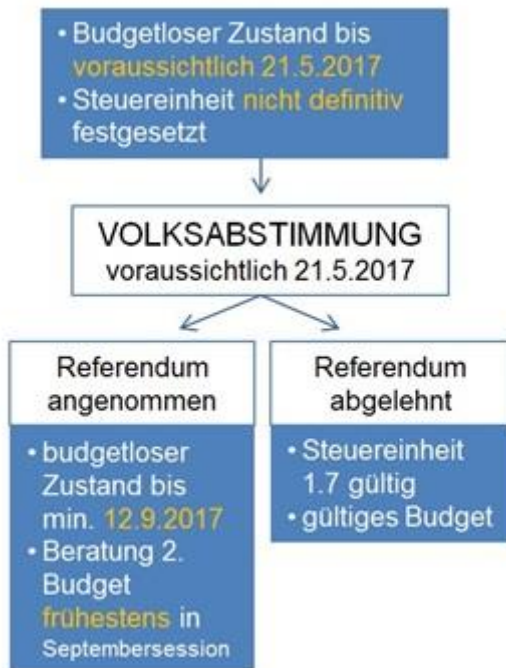 • Budgetloser Zustand bis
voraussichtlich 21.5.2017
• Steuereinheit nicht definitiv
festgesetzt
VOLKSABSTIMMUNG
voraussichtlich 21.5.2017
Referendum
angenommen
• budgetloser
Zustand bis
min. 12.9.2017
• Beratung 2.
Budget
frühestens in
Septembersession
Referendum
abgelehnt
• Steuereinheit
1.7 gültig
• gültiges Budget